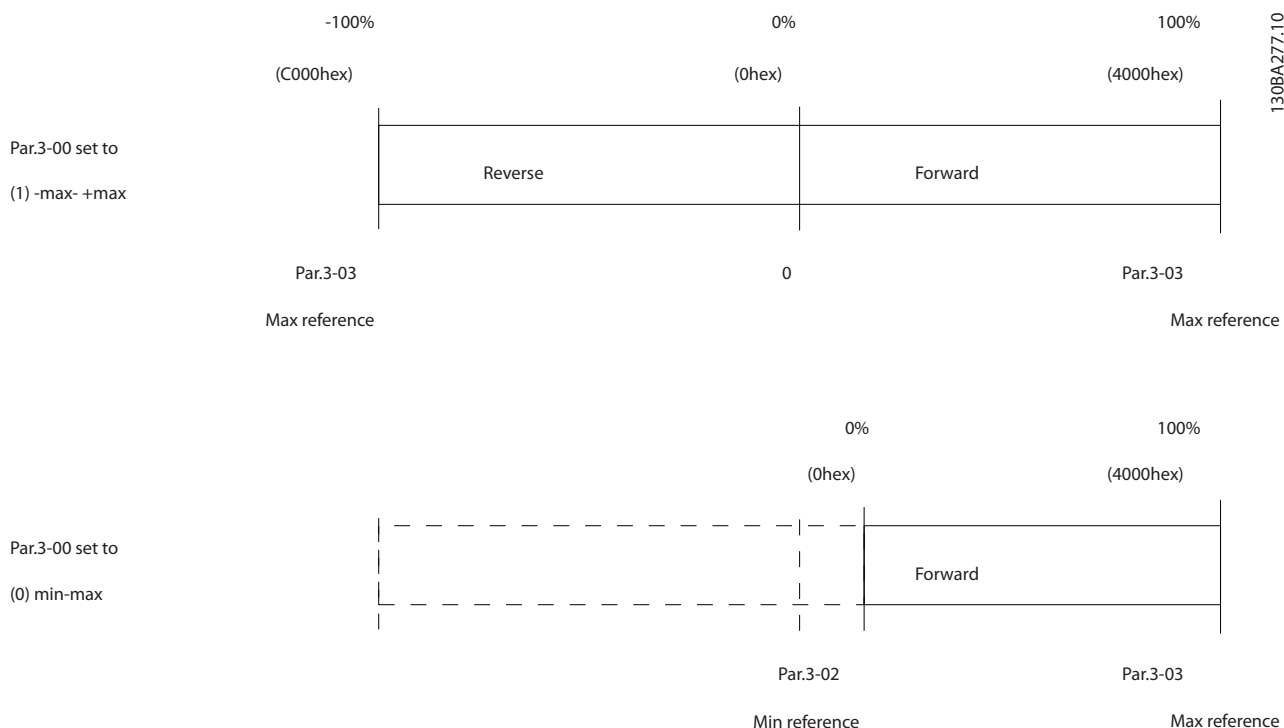 -100%
0%
100%
130BA277.10
(C000hex)
(0hex)
(4000hex)
Par.3-00 set to
(1) -max- +max
Reverse
Forward
Par.3-03
0
Par.3-03
Max reference
Max reference
0%
100%
(0hex)
(4000hex)
Par.3-00 set to
(0) min-max
Forward
Par.3-02
Par.3-03
Min reference
Max reference